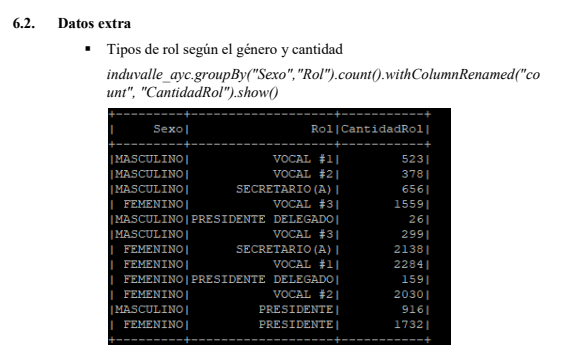 6.2. Datos extra
▪ Tipos de rol según el género y cantidad
induvalle_ayc.groupBy("Sexo","Rol").count().withColumnRenamed("co
unt", "CantidadRol").show()
+---------+------------------+-----------+
|     Sexo|               Rol|CantidadRol|
+---------+------------------+-----------+
|MASCULINO|          VOCAL #1|        523|
|MASCULINO|          VOCAL #2|        378|
|MASCULINO|     SECRETARIO(A)|        656|
| FEMENINO|          VOCAL #3|       1559|
|MASCULINO|PRESIDENTE DELEGADO|         26|
|MASCULINO|          VOCAL #3|        299|
| FEMENINO|     SECRETARIO(A)|       2138|
| FEMENINO|          VOCAL #1|       2284|
| FEMENINO|PRESIDENTE DELEGADO|        159|
| FEMENINO|          VOCAL #2|       2030|
|MASCULINO|        PRESIDENTE|        916|
| FEMENINO|        PRESIDENTE|       1732|
+---------+------------------+-----------+